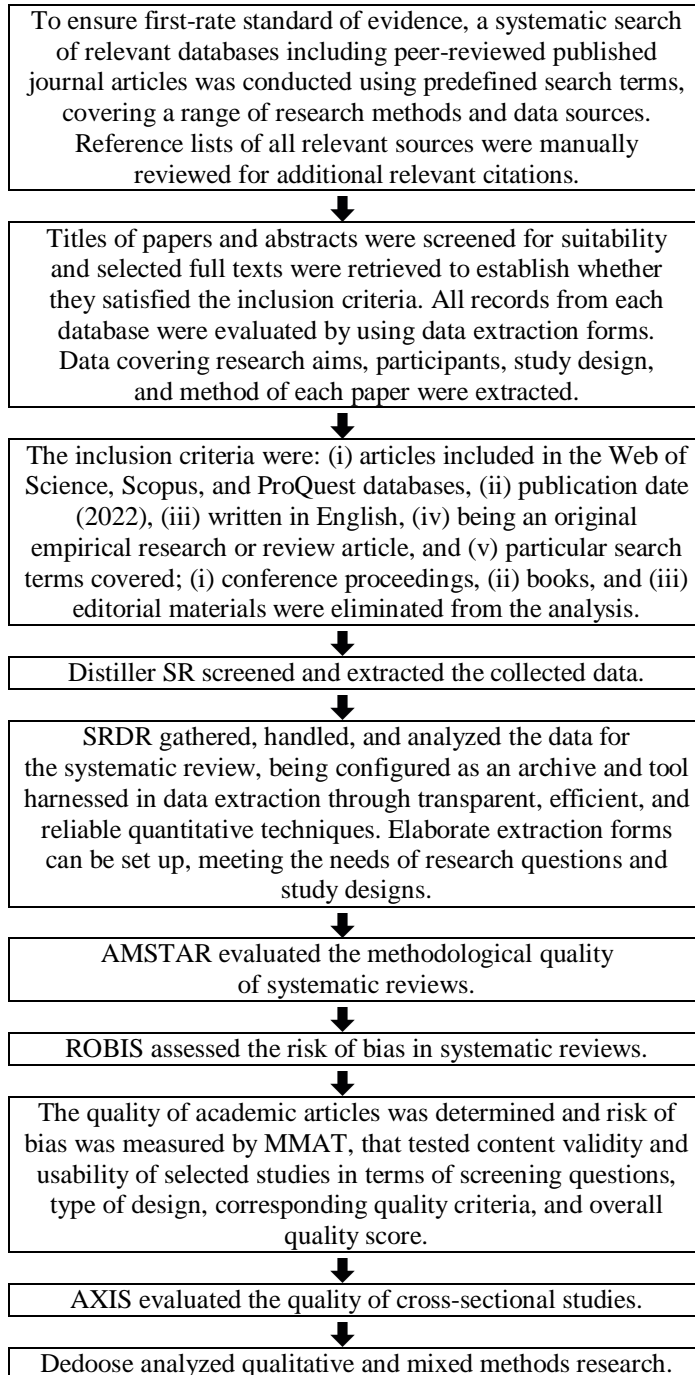 To ensure first-rate standard of evidence, a systematic search
of relevant databases including peer-reviewed published
journal articles was conducted using predefined search terms,
covering a range of research methods and data sources.
Reference lists of all relevant sources were manually
reviewed for additional relevant citations.
Titles of papers and abstracts were screened for suitability
and selected full texts were retrieved to establish whether
they satisfied the inclusion criteria. All records from each
database were evaluated by using data extraction forms.
Data covering research aims, participants, study design,
and method of each paper were extracted.
The inclusion criteria were: (i) articles included in the Web of
Science, Scopus, and ProQuest databases, (ii) publication date
(2022), (iii) written in English, (iv) being an original
empirical research or review article, and (v) particular search
terms covered; (i) conference proceedings, (ii) books, and (iii)
editorial materials were eliminated from the analysis.
Distiller SR screened and extracted the collected data.
SRDR gathered, handled, and analyzed the data for
the systematic review, being configured as an archive and tool
harnessed in data extraction through transparent, efficient, and
reliable quantitative techniques. Elaborate extraction forms
can be set up, meeting the needs of research questions and
study designs.
AMSTAR evaluated the methodological quality
of systematic reviews.
ROBIS assessed the risk of bias in systematic reviews.
The quality of academic articles was determined and risk of
bias was measured by MMAT, that tested content validity and
usability of selected studies in terms of screening questions,
type of design, corresponding quality criteria, and overall
quality score.
AXIS evaluated the quality of cross-sectional studies.
Dedoose analyzed qualitative and mixed methods research.